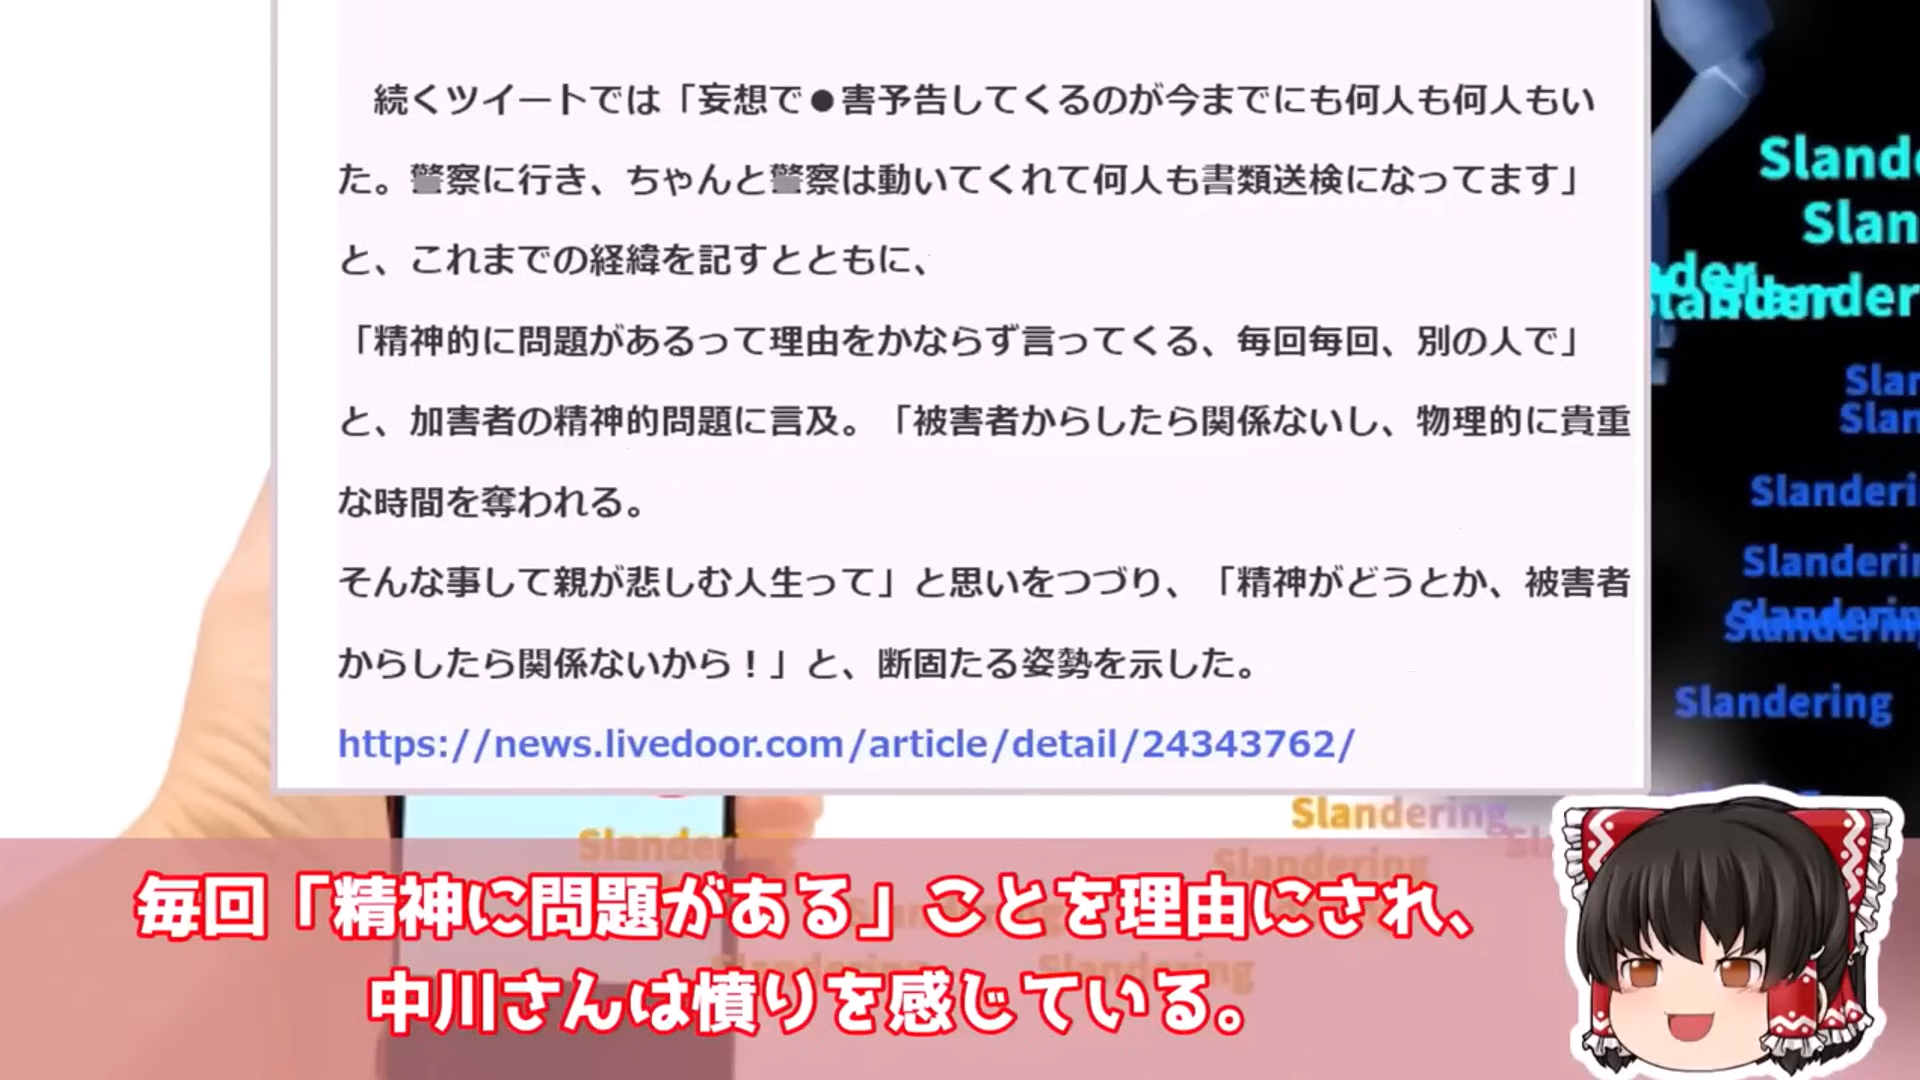 続くツイートでは「妄想で●害予告してくるのが今までにも何人も何人もい
た。警察に行き、ちゃんと警察は動いてくれて何人も書類送検になってます」
と、これまでの経緯を記すとともに、
「精神的に問題があるって理由をかならず言ってくる、毎回毎回、別の人で」
と、加害者の精神的問題に言及。「被害者からしたら関係ないし、物理的に貴重
な時間を奪われる。
そんな事して親が悲しむ人生って」と思いをつづり、「精神がどうとか、被害者
からしたら関係ないから！」と、断固たる姿勢を示した。
https://news.livedoor.com/article/detail/24343762/
Slande
Slan
der
Slander
Slan
Slan
Slanderi
Slanderin
Slandering
Slandering
Slandering
Slandering
Slandering
Slandering
毎回「精神に問題がある」ことを理由にされ、
中川さんは憤りを感じている。